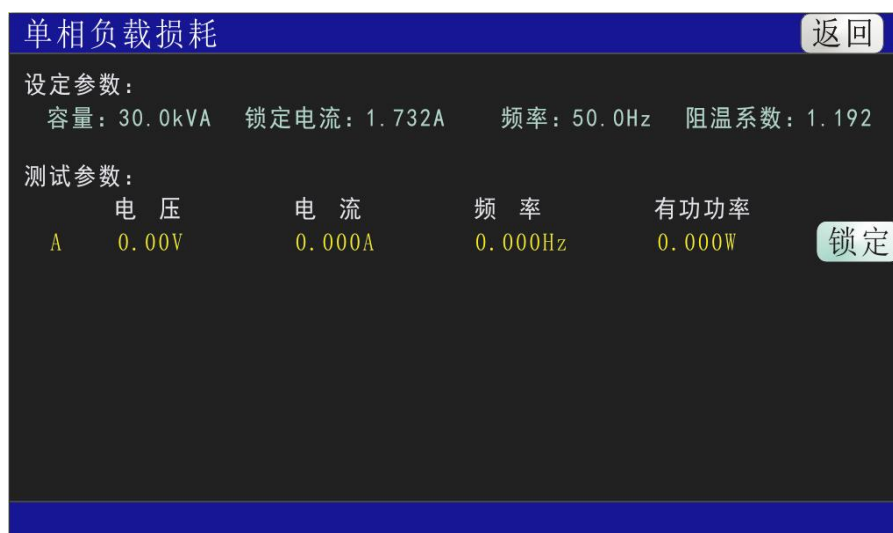 单相负载损耗 返回
设定参数:
容量: 30.0kVA 锁定电流: 1.732A 频率: 50.0Hz 阻温系数: 1.192
测试参数:
电 压 电 流 频 率 有功功率
A 0.00V 0.000A 0.000Hz 0.000W 锁定